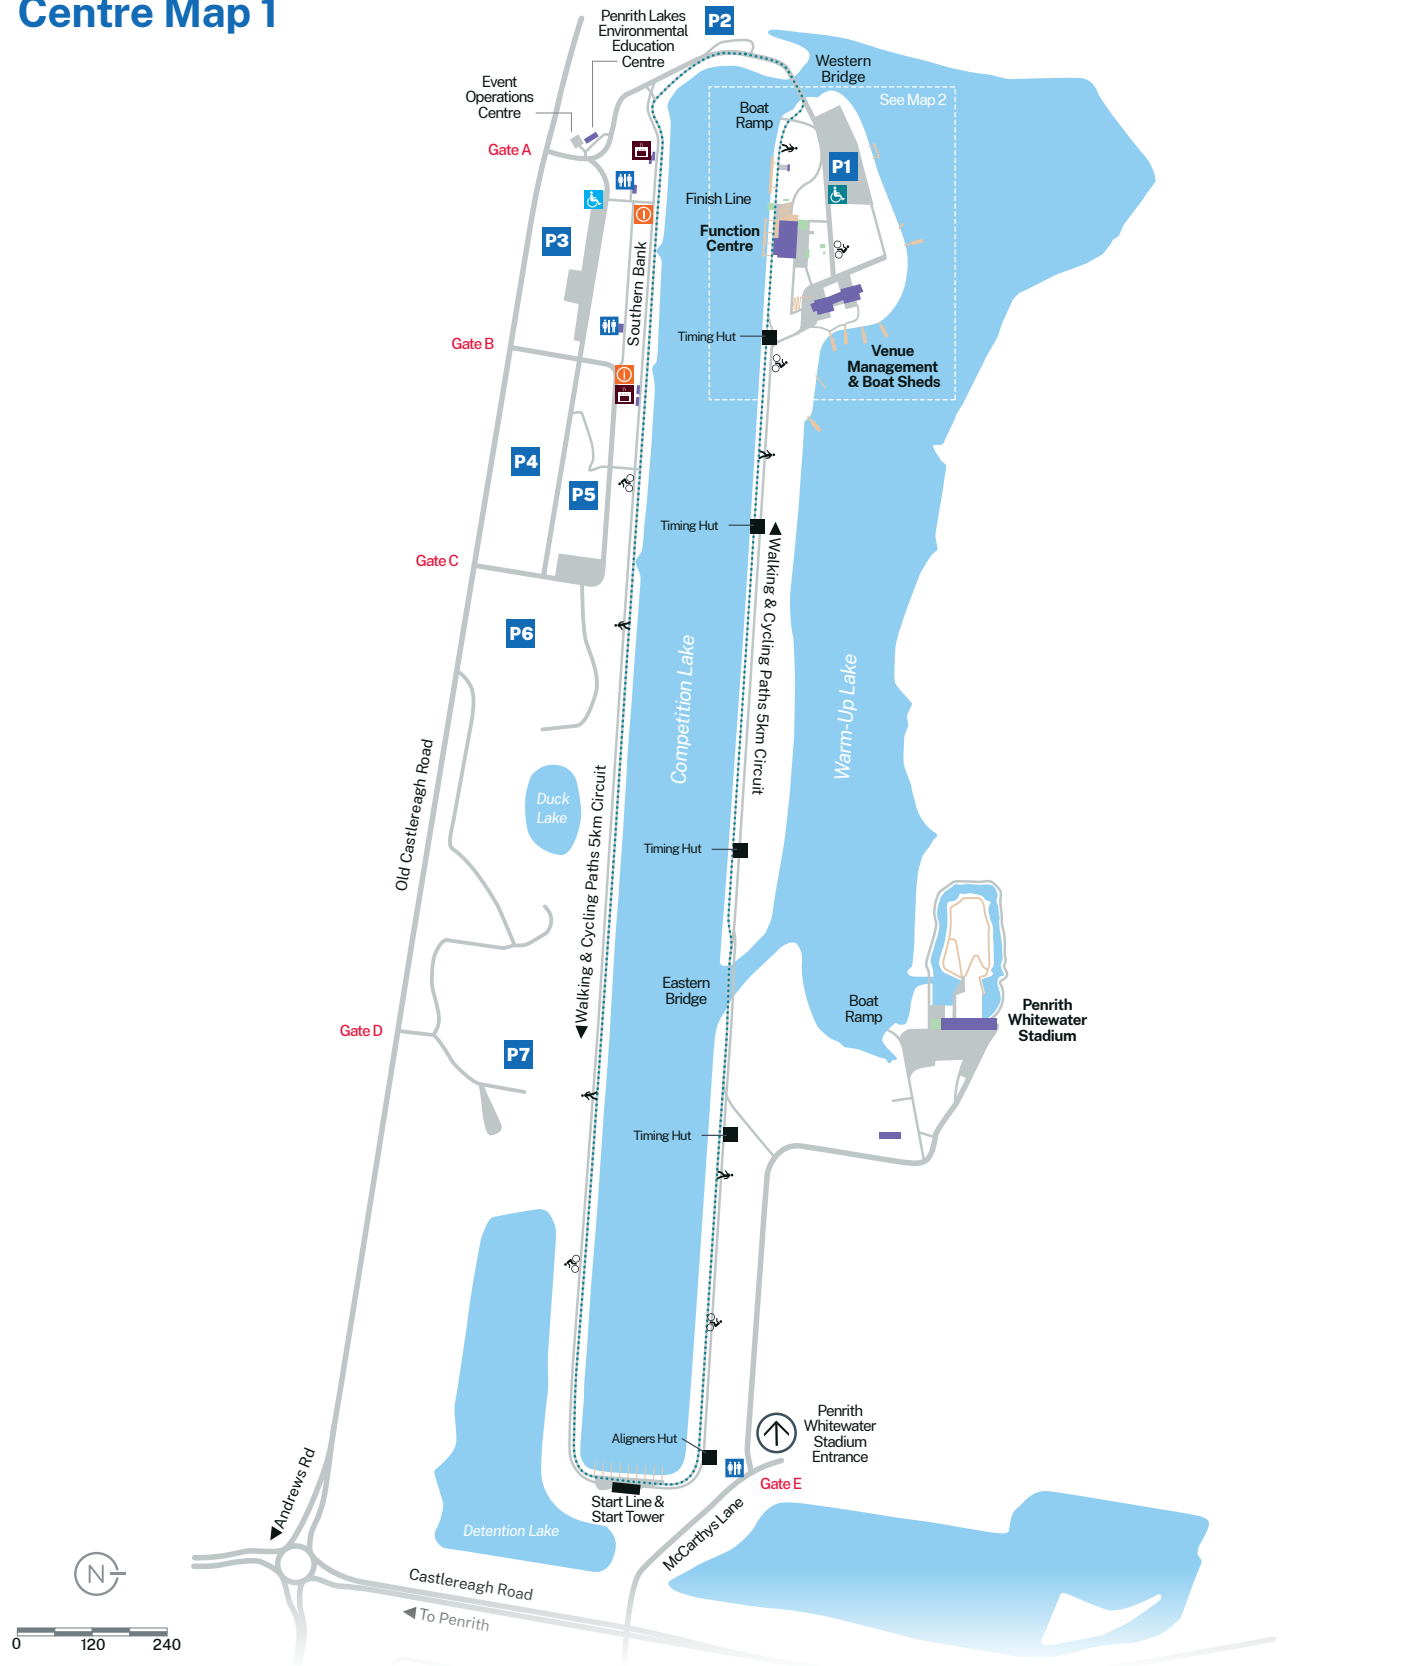 Centre Map 1
Penrith Lakes
Environmental
Education
Centre
P2
Western
Bridge
Event
Operations
Centre
See Map 2
Boat
Ramp
Gate A
P1
Finish Line
Function
Centre
P3
Southern Bank
Timing Hut
Gate B
Venue
Management
& Boat Sheds
P4
P5
Timing Hut
Gate C
Walking & Cycling Paths 5km Circuit
P6
Competition Lake
Warm-Up Lake
Old Castlereagh Road
Duck
Lake
Walking & Cycling Paths 5km Circuit
Timing Hut
Eastern
Bridge
Boat
Ramp
Penrith
Whitewater
Stadium
Gate D
P7
Timing Hut
Penrith
Whitewater
Stadium
Entrance
Aligners Hut
Gate E
Start Line &
Start Tower
Andrews Rd
Detention Lake
McCarthys Lane
N
Castlereagh Road
To Penrith
0 120 240